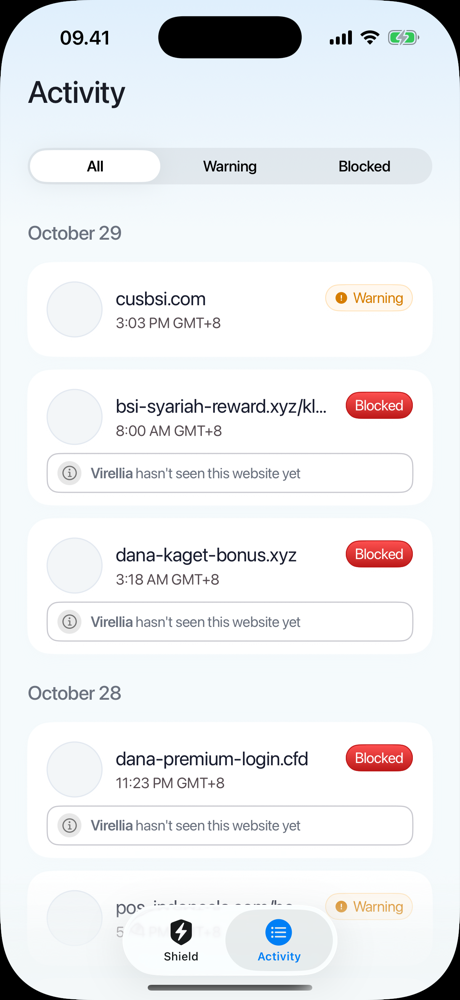 09.41
Activity
All
Warning
Blocked
October 29
cusbsi.com
Warning
3:03 PM GMT+8
bsi-syariah-reward.xyz/kl...
Blocked
8:00 AM GMT+8
Virellia hasn't seen this website yet
dana-kaget-bonus.xyz
Blocked
3:18 AM GMT+8
Virellia hasn't seen this website yet
October 28
dana-premium-login.cfd
Blocked
11:23 PM GMT+8
Virellia hasn't seen this website yet
Warning
Shield
Activity